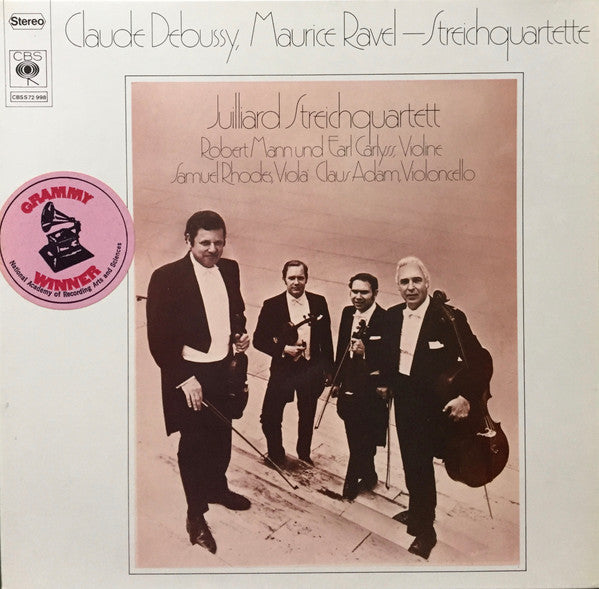 Stereo
CBS
CBS S 72 998
Claude Debussy, Maurice Ravel—Streichquartette
Juilliard Streichquartett
Robert Mann und Earl Carlyss, Violine
Samuel Rhodes, Viola Claus Adam, Violoncello
GRAMMY
WINNER
National Academy of Recording Arts and Sciences